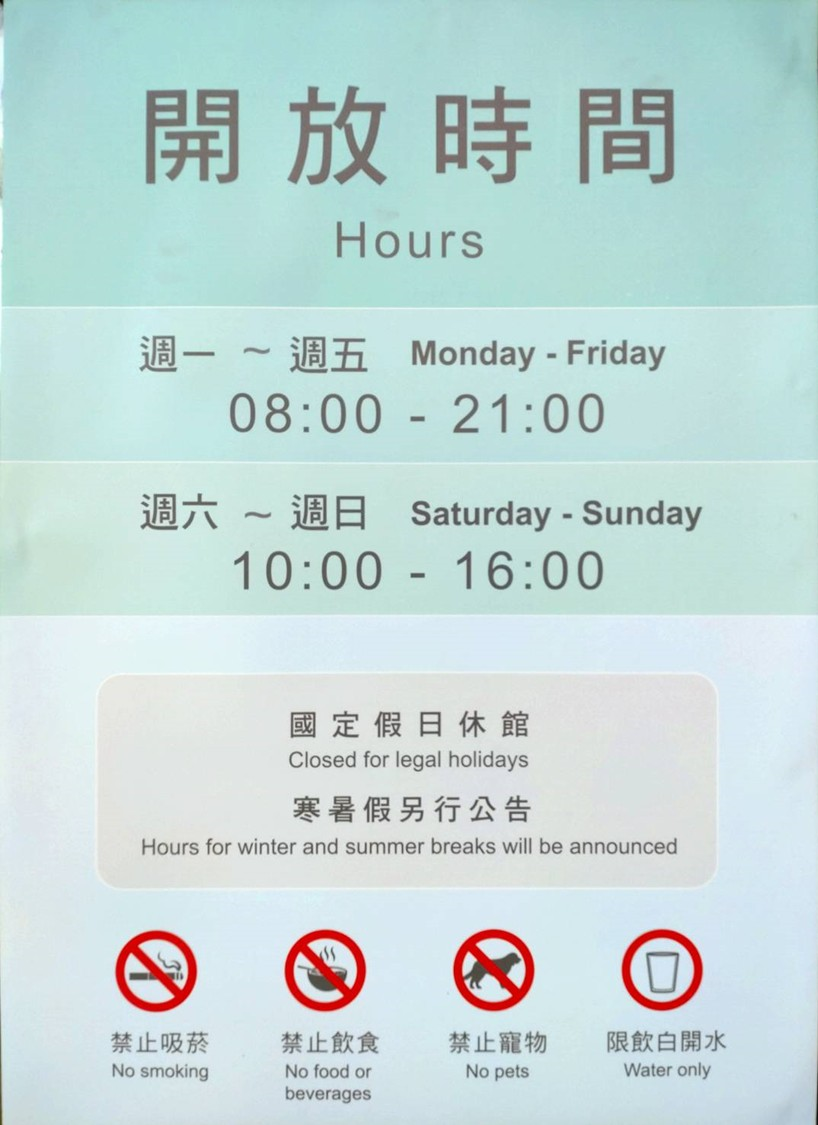 開放時間
Hours
週一 ~ 週五 Monday - Friday
08:00 - 21:00
週六 ~ 週日 Saturday - Sunday
10:00 - 16:00
國定假日休館
Closed for legal holidays
寒暑假另行公告
Hours for winter and summer breaks will be announced
禁止吸菸
No smoking
禁止飲食
No food or
beverages
禁止寵物
No pets
限飲白開水
Water only